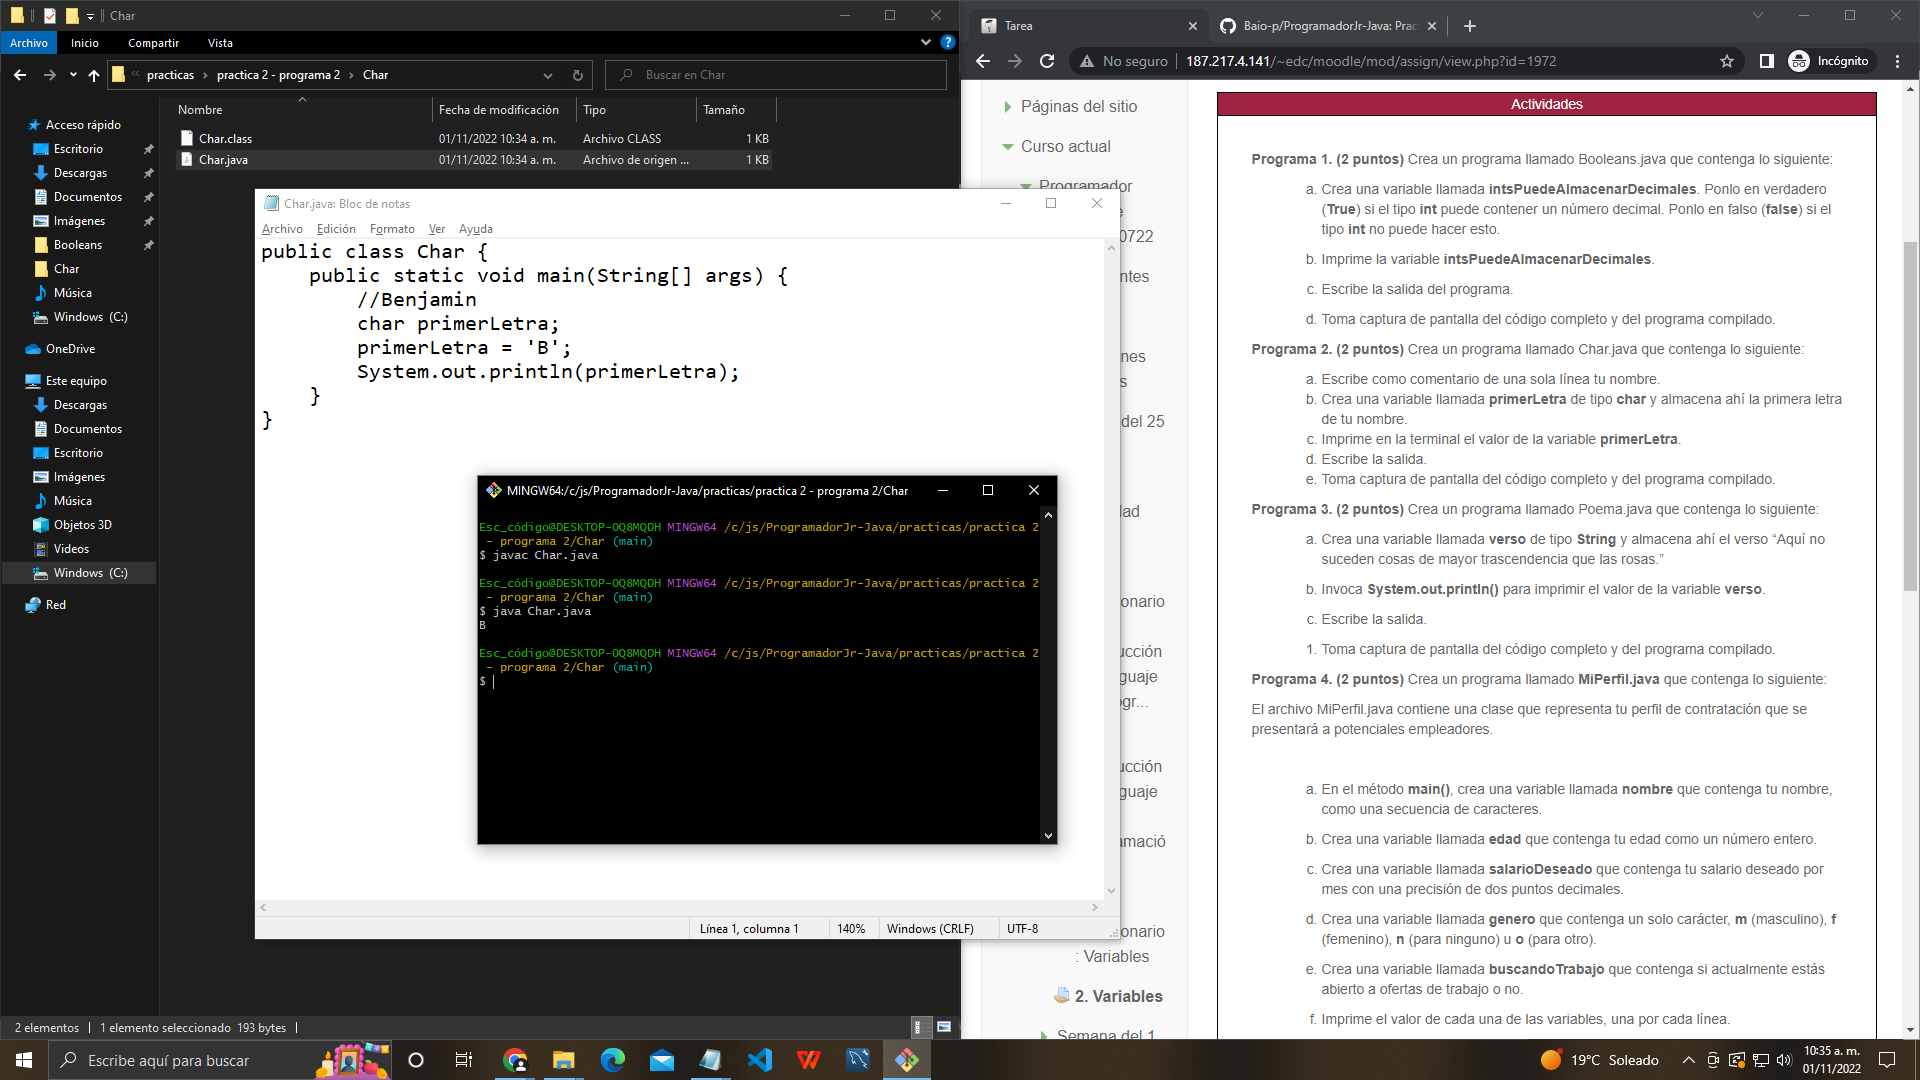 Char
Archivo Inicio Compartir Vista
practicas › practica 2 - programa 2 › Char
Buscar en Char
Nombre Fecha de modificación Tipo Tamaño
Char.class 01/11/2022 10:34 a. m. Archivo CLASS 1 KB
Char.java 01/11/2022 10:34 a. m. Archivo de origen ... 1 KB
Acceso rápido
Escritorio
Descargas
Documentos
Imágenes
Booleans
Char
Música
Windows (C:)
OneDrive
Este equipo
Descargas
Documentos
Escritorio
Imágenes
Música
Objetos 3D
Videos
Windows (C:)
Red
2 elementos 1 elemento seleccionado 193 bytes
Char.java: Bloc de notas
Archivo Edición Formato Ver Ayuda
public class Char {
    public static void main(String[] args) {
        //Benjamin
        char primerLetra;
        primerLetra = 'B';
        System.out.println(primerLetra);
    }
}
Línea 1, columna 1 140% Windows (CRLF) UTF-8
MINGW64:/c/js/ProgramadorJr-Java/practicas/practica 2 - programa 2/Char
Esc_código@DESKTOP-OQ8MQDH MINGW64 /c/js/ProgramadorJr-Java/practicas/practica 2
- programa 2/Char (main)
$ javac Char.java
Esc_código@DESKTOP-OQ8MQDH MINGW64 /c/js/ProgramadorJr-Java/practicas/practica 2
- programa 2/Char (main)
$ java Char.java
B
Esc_código@DESKTOP-OQ8MQDH MINGW64 /c/js/ProgramadorJr-Java/practicas/practica 2
- programa 2/Char (main)
$
Tarea
Baio-p/ProgramadorJr-Java: Prac
No seguro 187.217.4.141/~edc/moodle/mod/assign/view.php?id=1972
Incógnito
Páginas del sitio
Curso actual
Programador
e
0722
ntes
nes
s
del 25
dad
onario
ucción
guaje
ogr...
ucción
guaje
amació
onario
: Variables
2. Variables
Semana del 1
Actividades
Programa 1. (2 puntos) Crea un programa llamado Booleans.java que contenga lo siguiente:
a. Crea una variable llamada intsPuedeAlmacenarDecimales. Ponlo en verdadero
(True) si el tipo int puede contener un número decimal. Ponlo en falso (false) si el
tipo int no puede hacer esto.
b. Imprime la variable intsPuedeAlmacenarDecimales.
c. Escribe la salida del programa.
d. Toma captura de pantalla del código completo y del programa compilado.
Programa 2. (2 puntos) Crea un programa llamado Char.java que contenga lo siguiente:
a. Escribe como comentario de una sola línea tu nombre.
b. Crea una variable llamada primerLetra de tipo char y almacena ahí la primera letra
de tu nombre.
c. Imprime en la terminal el valor de la variable primerLetra.
d. Escribe la salida.
e. Toma captura de pantalla del código completo y del programa compilado.
Programa 3. (2 puntos) Crea un programa llamado Poema.java que contenga lo siguiente:
a. Crea una variable llamada verso de tipo String y almacena ahí el verso “Aquí no
suceden cosas de mayor trascendencia que las rosas.”
b. Invoca System.out.println() para imprimir el valor de la variable verso.
c. Escribe la salida.
1. Toma captura de pantalla del código completo y del programa compilado.
Programa 4. (2 puntos) Crea un programa llamado MiPerfil.java que contenga lo siguiente:
El archivo MiPerfil.java contiene una clase que representa tu perfil de contratación que se
presentará a potenciales empleadores.
a. En el método main(), crea una variable llamada nombre que contenga tu nombre,
como una secuencia de caracteres.
b. Crea una variable llamada edad que contenga tu edad como un número entero.
c. Crea una variable llamada salarioDeseado que contenga tu salario deseado por
mes con una precisión de dos puntos decimales.
d. Crea una variable llamada genero que contenga un solo carácter, m (masculino), f
(femenino), n (para ninguno) u o (para otro).
e. Crea una variable llamada buscandoTrabajo que contenga si actualmente estás
abierto a ofertas de trabajo o no.
f. Imprime el valor de cada una de las variables, una por cada línea.
Escribe aquí para buscar
19°C Soleado
10:35 a. m.
01/11/2022